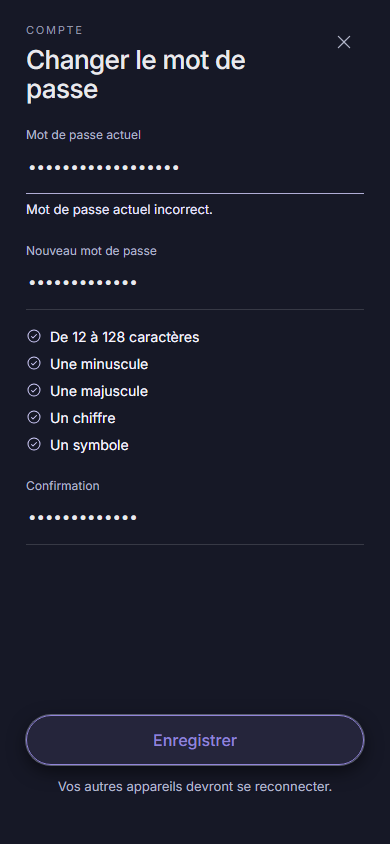 COMPTE
Changer le mot de
passe
Mot de passe actuel
••••••••••••••••••
Mot de passe actuel incorrect.
Nouveau mot de passe
•••••••••••••
De 12 à 128 caractères
Une minuscule
Une majuscule
Un chiffre
Un symbole
Confirmation
•••••••••••••
Enregistrer
Vos autres appareils devront se reconnecter.